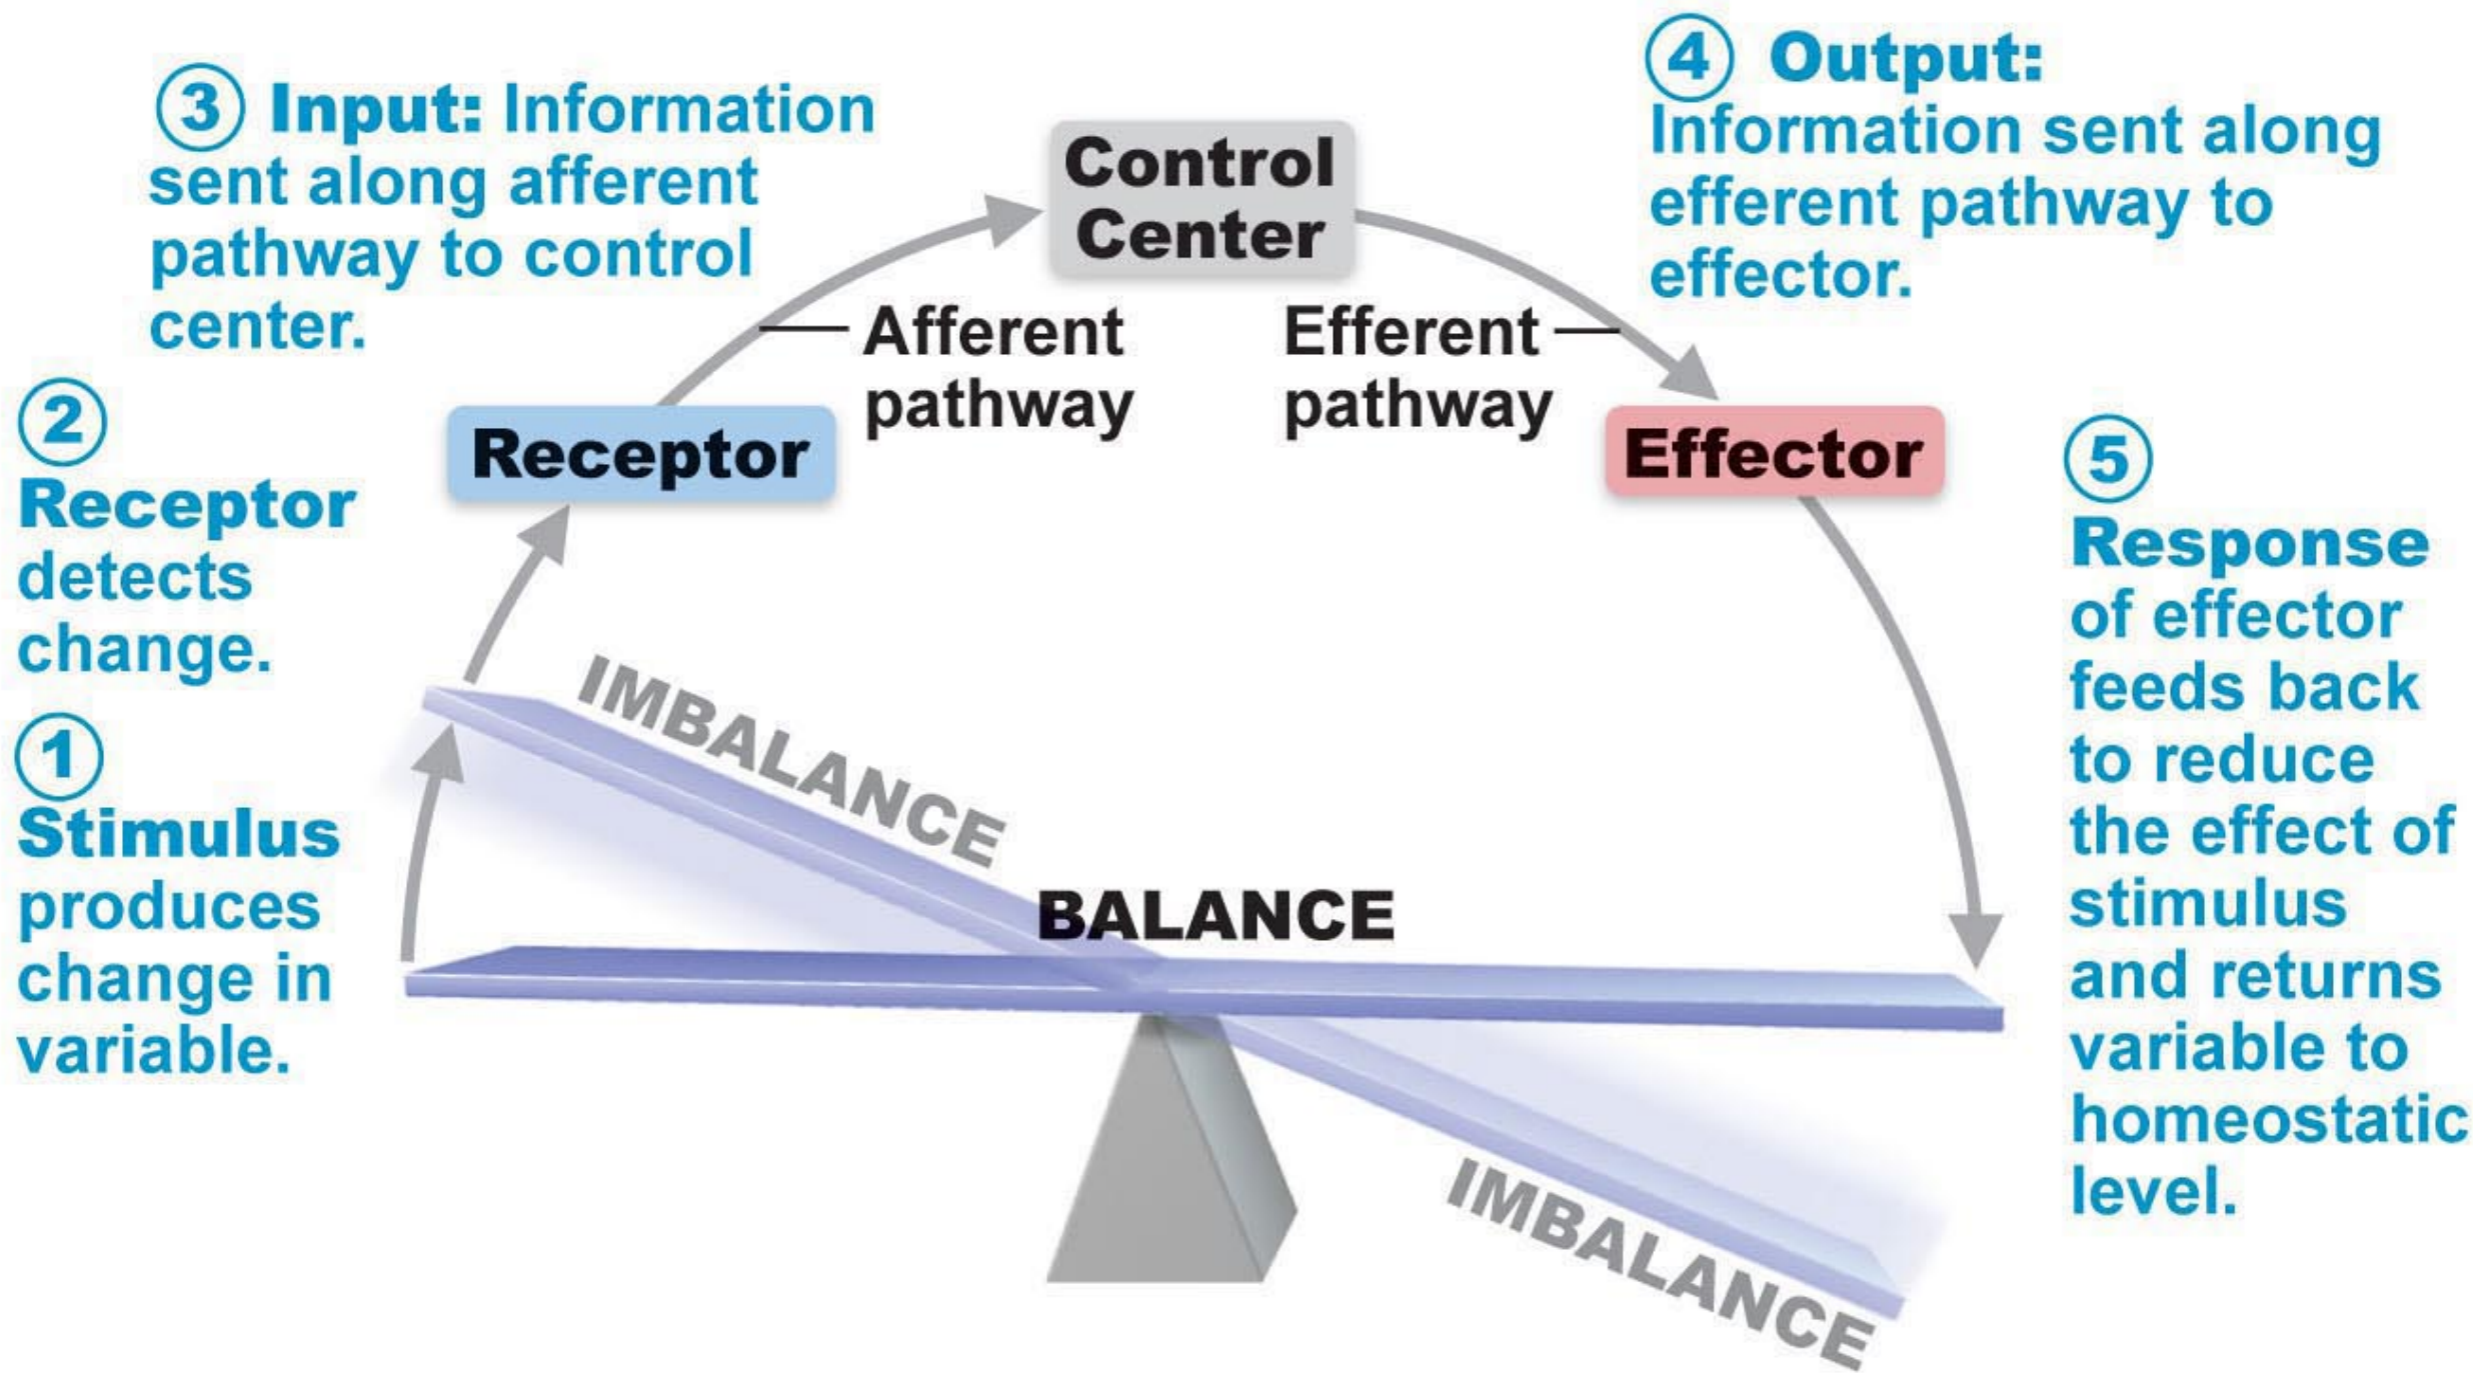 ① Stimulus
produces
change in
variable.
② Receptor
detects
change.
③ Input: Information
sent along afferent
pathway to control
center.
④ Output:
Information sent along
efferent pathway to
effector.
⑤ Response
of effector
feeds back
to reduce
the effect of
stimulus
and returns
variable to
homeostatic
level.
Control
Center
Afferent
pathway
Efferent
pathway
Receptor
Effector
IMBALANCE
BALANCE
IMBALANCE